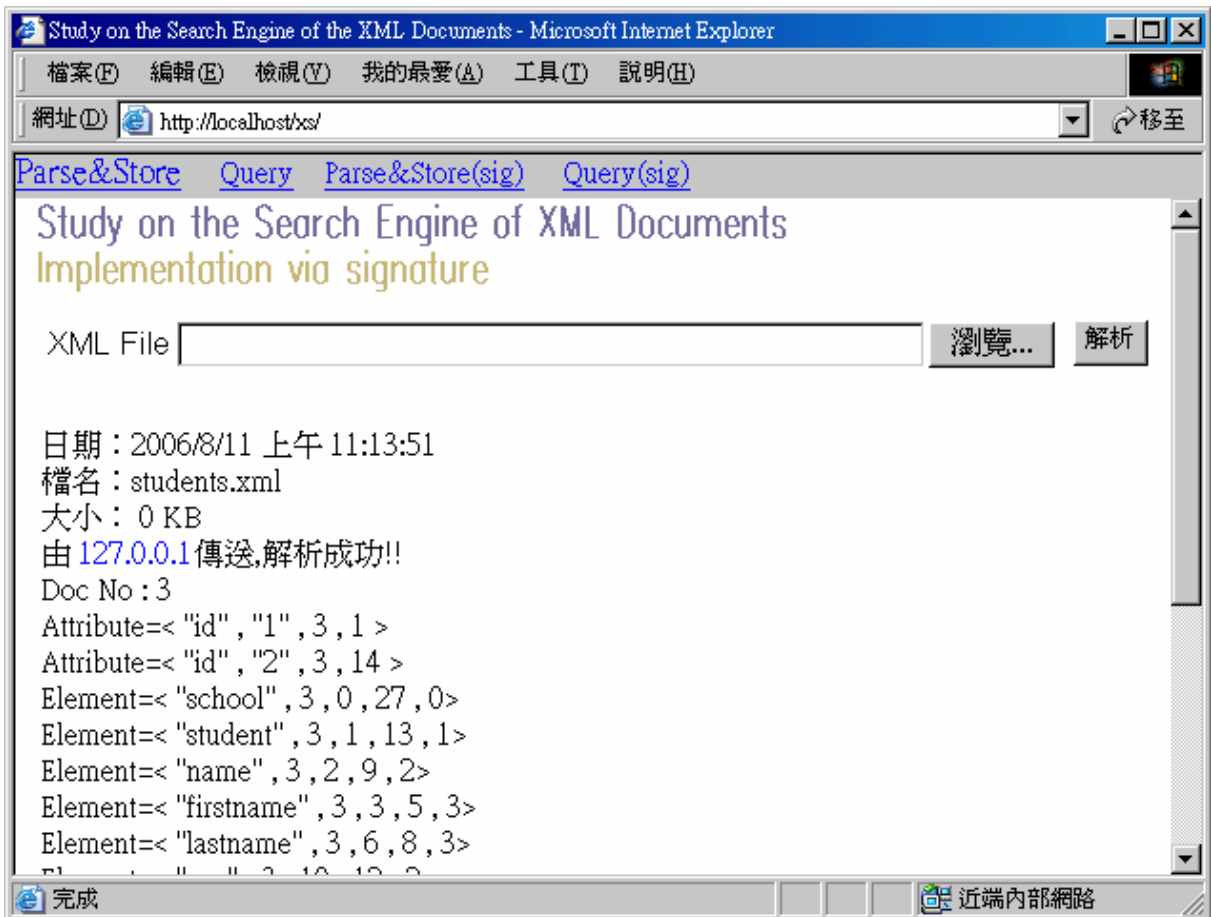 Study on the Search Engine of the XML Documents - Microsoft Internet Explorer
檔案(F) 編輯(E) 檢視(V) 我的最愛(A) 工具(T) 說明(H)
網址(D) http://localhost/xs/ 移至
Parse&Store Query Parse&Store(sig) Query(sig)
Study on the Search Engine of XML Documents
Implementation via signature
XML File 瀏覽... 解析
日期：2006/8/11 上午 11:13:51
檔名：students.xml
大小： 0 KB
由 127.0.0.1傳送,解析成功!!
Doc No : 3
Attribute=< "id" , "1" , 3 , 1 >
Attribute=< "id" , "2" , 3 , 14 >
Element=< "school" , 3 , 0 , 27 , 0>
Element=< "student" , 3 , 1 , 13 , 1>
Element=< "name" , 3 , 2 , 9 , 2>
Element=< "firstname" , 3 , 3 , 5 , 3>
Element=< "lastname" , 3 , 6 , 8 , 3>
完成 近端內部網路